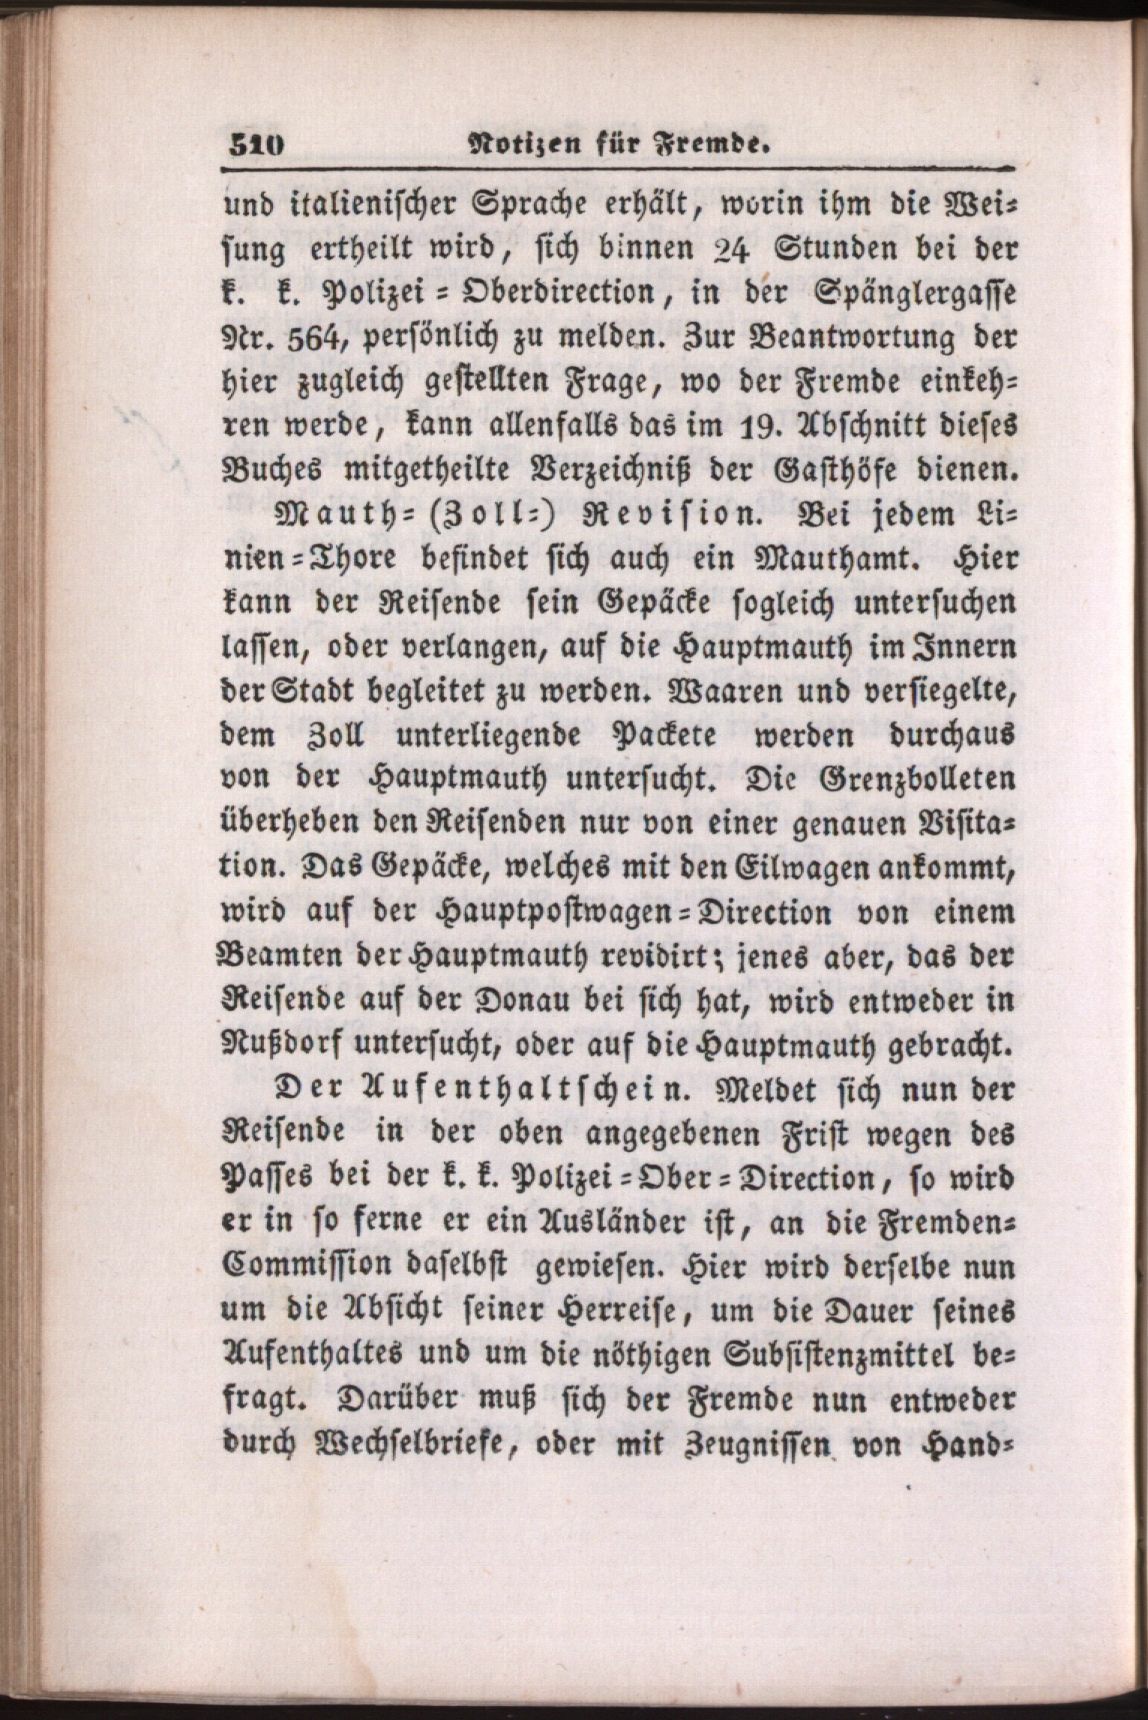 510 Notizen für Fremde.
und italienischer Sprache erhält, worin ihm die Wei=
sung ertheilt wird, sich binnen 24 Stunden bei der
k. k. Polizei=Oberdirection, in der Spänglergasse
Nr. 564, persönlich zu melden. Zur Beantwortung der
hier zugleich gestellten Frage, wo der Fremde einkeh=
ren werde, kann allenfalls das im 19. Abschnitt dieses
Buches mitgetheilte Verzeichniß der Gasthöfe dienen.
Mauth=(Zoll=) Revision. Bei jedem Li=
nien=Thore befindet sich auch ein Mauthamt. Hier
kann der Reisende sein Gepäcke sogleich untersuchen
lassen, oder verlangen, auf die Hauptmauth im Innern
der Stadt begleitet zu werden. Waaren und versiegelte,
dem Zoll unterliegende Packete werden durchaus
von der Hauptmauth untersucht. Die Grenzbolleten
überheben den Reisenden nur von einer genauen Visita=
tion. Das Gepäcke, welches mit den Eilwagen ankommt,
wird auf der Hauptpostwagen=Direction von einem
Beamten der Hauptmauth revidirt; jenes aber, das der
Reisende auf der Donau bei sich hat, wird entweder in
Nußdorf untersucht, oder auf die Hauptmauth gebracht.
Der Aufenthaltschein. Meldet sich nun der
Reisende in der oben angegebenen Frist wegen des
Passes bei der k. k. Polizei=Ober=Direction, so wird
er in so ferne er ein Ausländer ist, an die Fremden=
Commission daselbst gewiesen. Hier wird derselbe nun
um die Absicht seiner Herreise, um die Dauer seines
Aufenthaltes und um die nöthigen Subsistenzmittel be=
fragt. Darüber muß sich der Fremde nun entweder
durch Wechselbriefe, oder mit Zeugnissen von Hand=